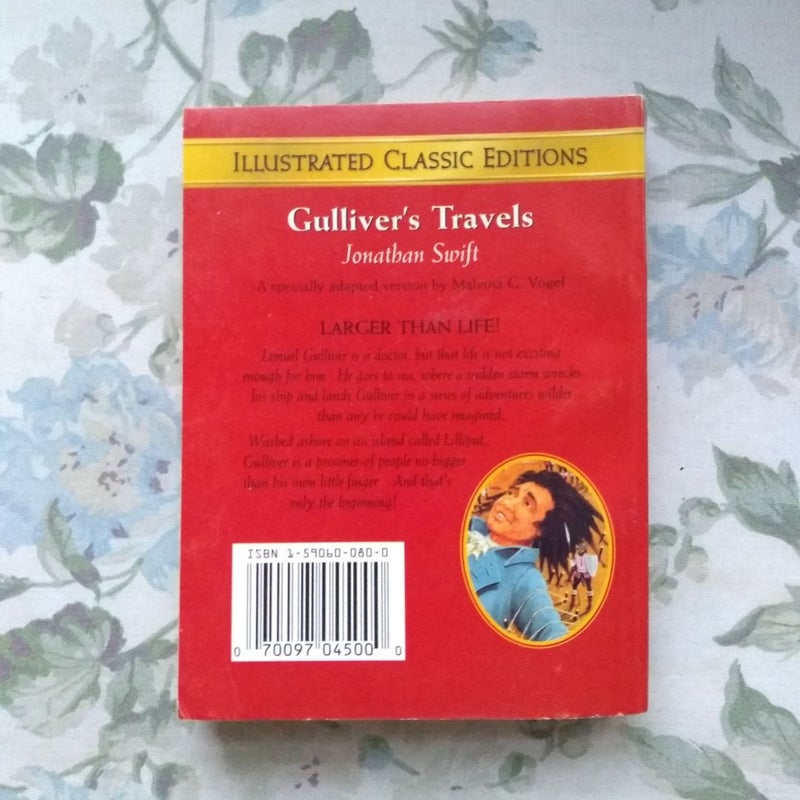 ILLUSTRATED CLASSIC EDITIONS
Gulliver's Travels
Jonathan Swift
A specially adapted version by Malvina G. Vogel
LARGER THAN LIFE!
Lemuel Gulliver is a doctor, but that life is not exciting
enough for him. He goes to sea, where a sudden storm wrecks
his ship and lands Gulliver in a series of adventures wilder
than any he could have imagined.
Washed ashore on an island called Lilliput,
Gulliver is a prisoner of people no bigger
than his own little finger. And that's
only the beginning!
ISBN 1-59060-080-0
0 70097 04500 0